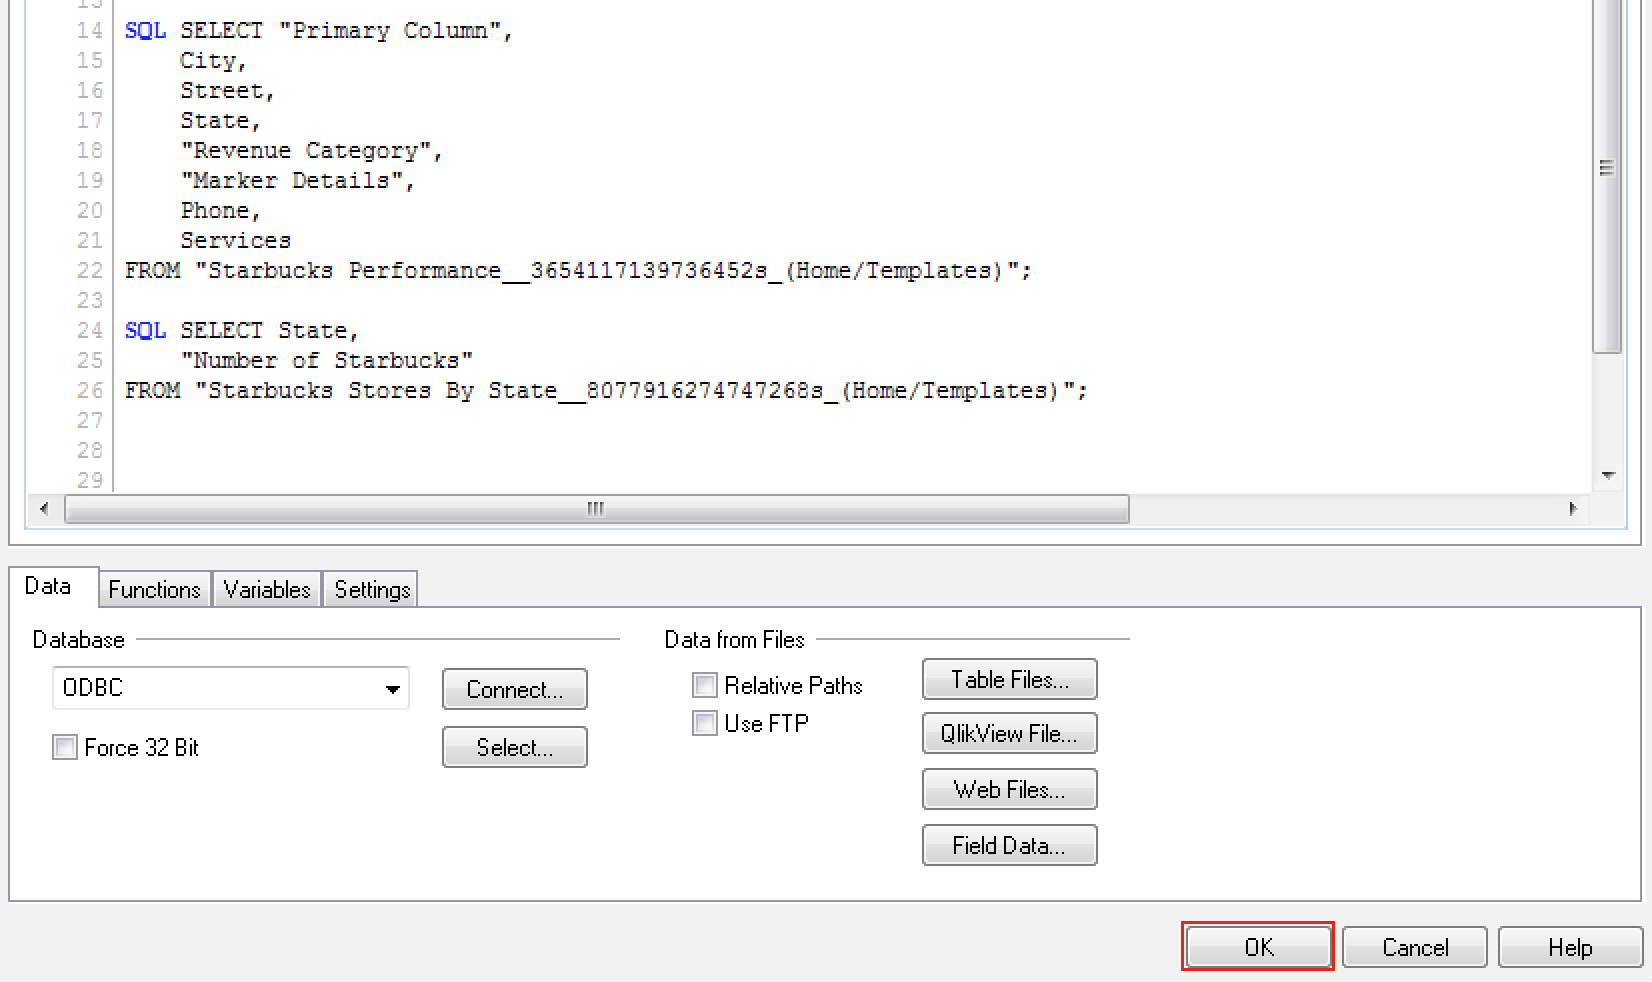 13
14 SQL SELECT "Primary Column",
15 City,
16 Street,
17 State,
18 "Revenue Category",
19 "Marker Details",
20 Phone,
21 Services
22 FROM "Starbucks Performance__3654117139736452s_(Home/Templates)";
23
24 SQL SELECT State,
25 "Number of Starbucks"
26 FROM "Starbucks Stores By State__8077916274747268s_(Home/Templates)";
27
28
29
Data Functions Variables Settings
Database
ODBC
Connect...
Force 32 Bit
Select...
Data from Files
Relative Paths
Use FTP
Table Files...
QlikView File...
Web Files...
Field Data...
OK Cancel Help